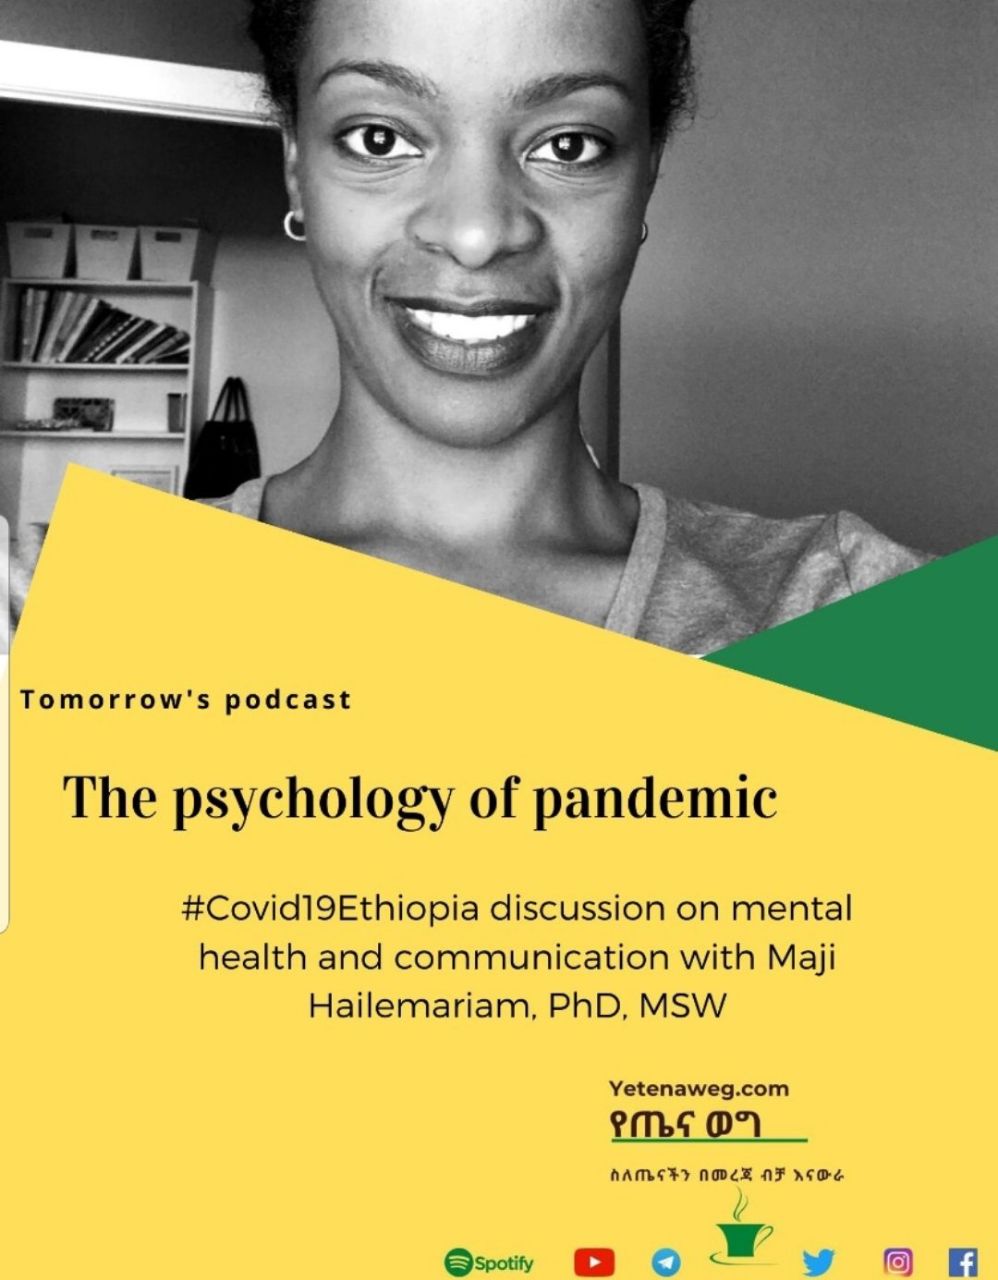 Tomorrow's podcast
The psychology of pandemic
#Covid19Ethiopia discussion on mental
health and communication with Maji
Hailemariam, PhD, MSW
Yetenaweg.com
የጤና ወግ
ስለጤናችን በመረጃ ብቻ እናውራ
Spotify